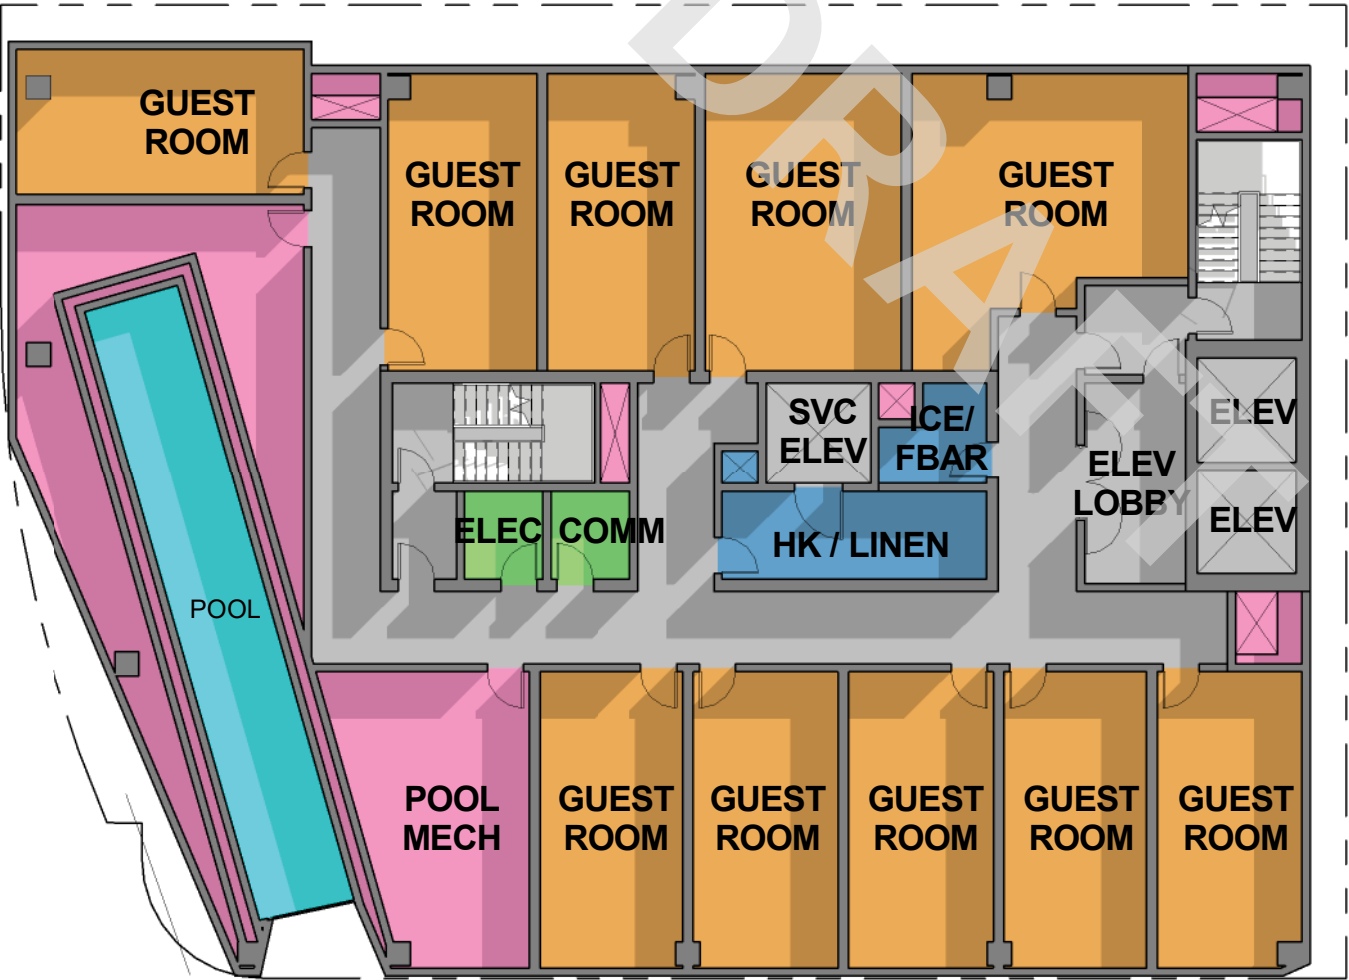 DRAFT
GUEST
ROOM
GUEST
ROOM
GUEST
ROOM
GUEST
ROOM
GUEST
ROOM
SVC
ELEV
ICE/
FBAR
ELEV
LOBBY
ELEV
ELEV
ELEC
COMM
HK / LINEN
POOL
POOL
MECH
GUEST
ROOM
GUEST
ROOM
GUEST
ROOM
GUEST
ROOM
GUEST
ROOM